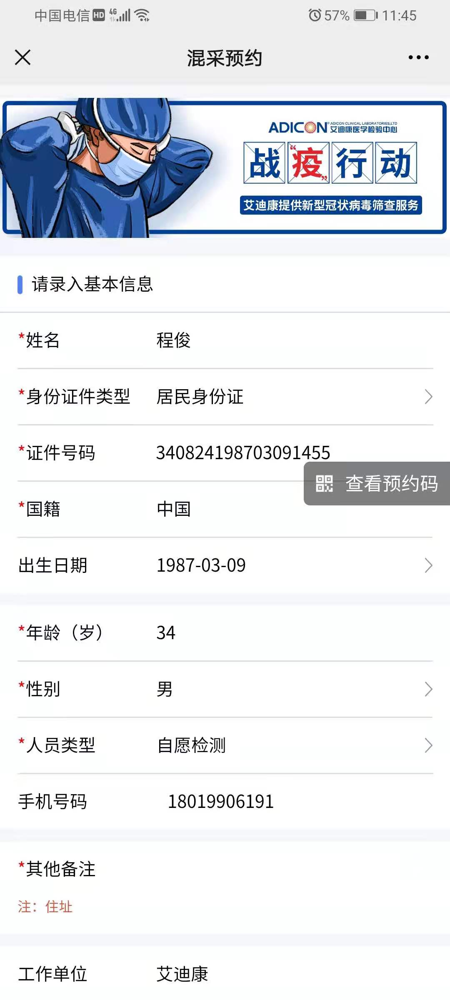 中国电信 HD 4G 57% 11:45
混采预约
ADICON® ADICON CLINICAL LABORATORIES,LTD
艾迪康医学检验中心
战“疫”行动
艾迪康提供新型冠状病毒筛查服务
请录入基本信息
*姓名 程俊
*身份证件类型 居民身份证
*证件号码 340824198703091455
查看预约码
*国籍 中国
出生日期 1987-03-09
*年龄（岁） 34
*性别 男
*人员类型 自愿检测
手机号码 18019906191
*其他备注
注：住址
工作单位 艾迪康